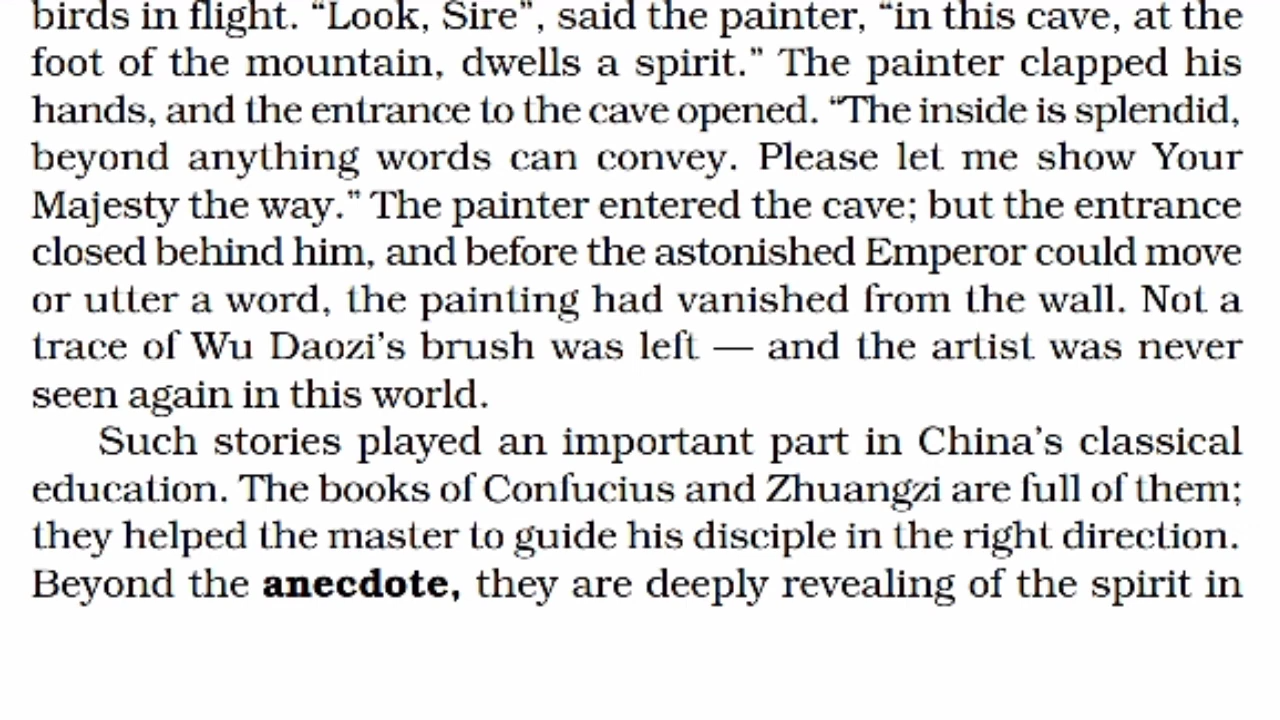 birds in flight. “Look, Sire”, said the painter, “in this cave, at the
foot of the mountain, dwells a spirit.” The painter clapped his
hands, and the entrance to the cave opened. “The inside is splendid,
beyond anything words can convey. Please let me show Your
Majesty the way.” The painter entered the cave; but the entrance
closed behind him, and before the astonished Emperor could move
or utter a word, the painting had vanished from the wall. Not a
trace of Wu Daozi’s brush was left — and the artist was never
seen again in this world.
Such stories played an important part in China’s classical
education. The books of Confucius and Zhuangzi are full of them;
they helped the master to guide his disciple in the right direction.
Beyond the anecdote, they are deeply revealing of the spirit in